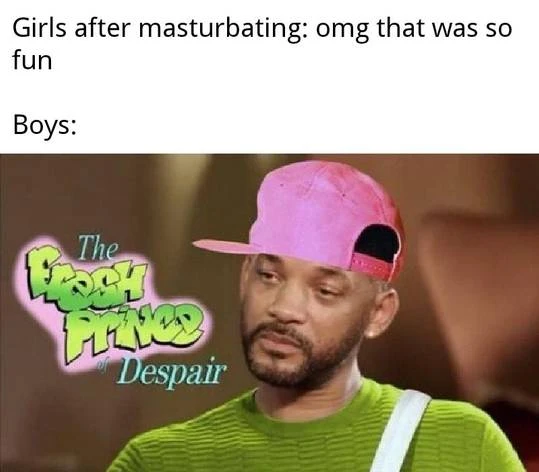 Girls after masturbating: omg that was so
fun
Boys:
The
FRESH
PRINCE
of Despair